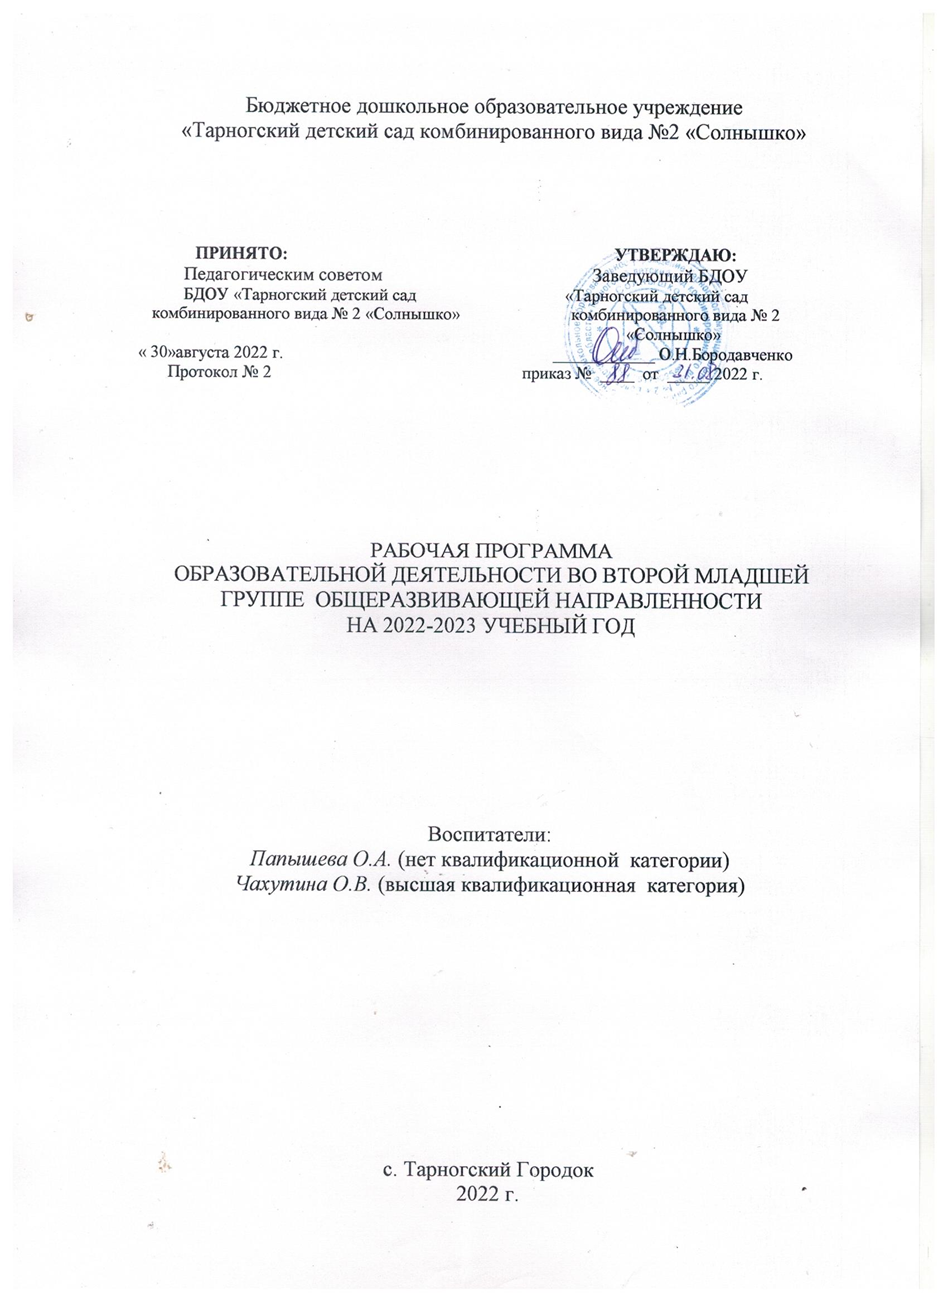 Бюджетное дошкольное образовательное учреждение
«Тарногский детский сад комбинированного вида №2 «Солнышко»
ПРИНЯТО:
Педагогическим советом
БДОУ «Тарногский детский сад
комбинированного вида № 2 «Солнышко»
« 30»августа 2022 г.
Протокол № 2
УТВЕРЖДАЮ:
Заведующий БДОУ
«Тарногский детский сад
комбинированного вида № 2
«Солнышко»
О.Н.Бородавченко
приказ № 88 от 31.08 2022 г.
РАБОЧАЯ ПРОГРАММА
ОБРАЗОВАТЕЛЬНОЙ ДЕЯТЕЛЬНОСТИ ВО ВТОРОЙ МЛАДШЕЙ
ГРУППЕ ОБЩЕРАЗВИВАЮЩЕЙ НАПРАВЛЕННОСТИ
НА 2022-2023 УЧЕБНЫЙ ГОД
Воспитатели:
Папышева О.А. (нет квалификационной категории)
Чахутина О.В. (высшая квалификационная категория)
с. Тарногский Городок
2022 г.